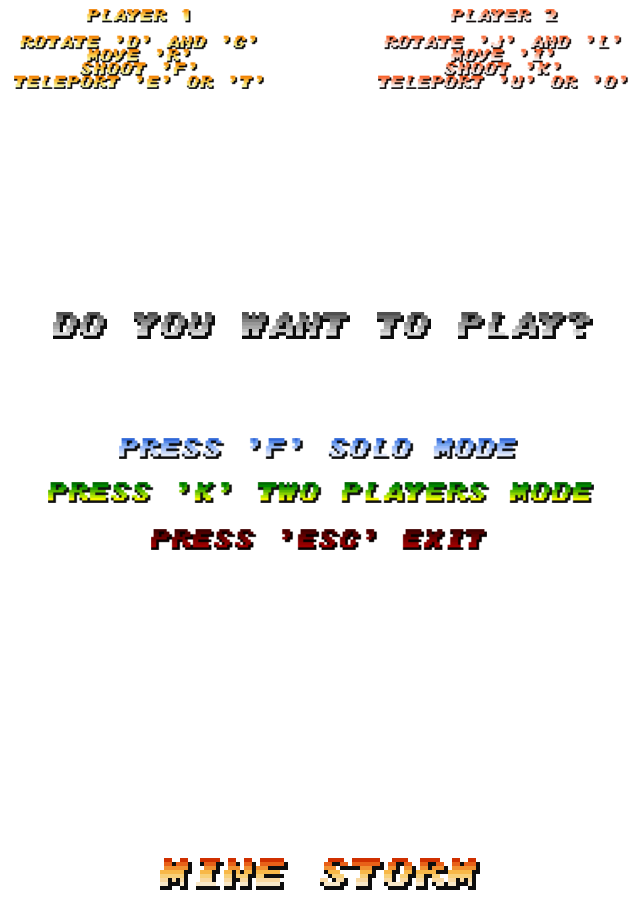 PLAYER 1
ROTATE 'D' AND 'G'
MOVE 'R'
SHOOT 'F'
TELEPORT 'E' OR 'T'
PLAYER 2
ROTATE 'J' AND 'L'
MOVE 'I'
SHOOT 'K'
TELEPORT 'U' OR 'O'
DO YOU WANT TO PLAY?
PRESS 'F' SOLO MODE
PRESS 'K' TWO PLAYERS MODE
PRESS 'ESC' EXIT
MINE STORM